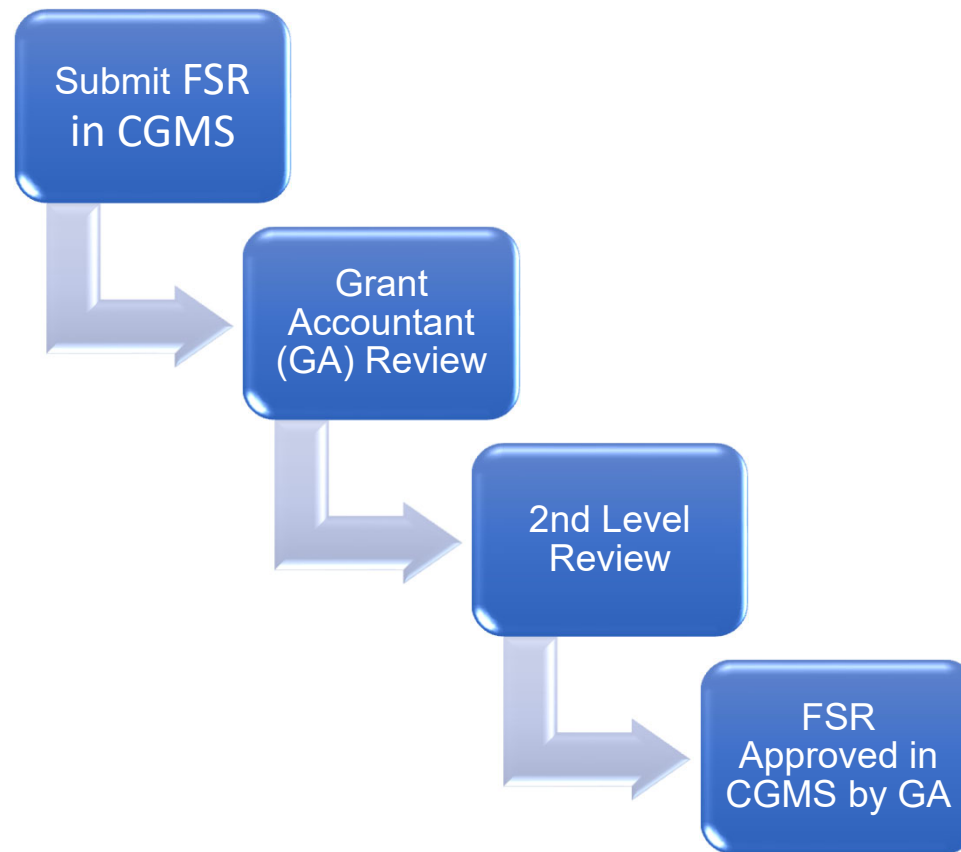 Submit FSR
in CGMS
Grant
Accountant
(GA) Review
2nd Level
Review
FSR
Approved in
CGMS by GA